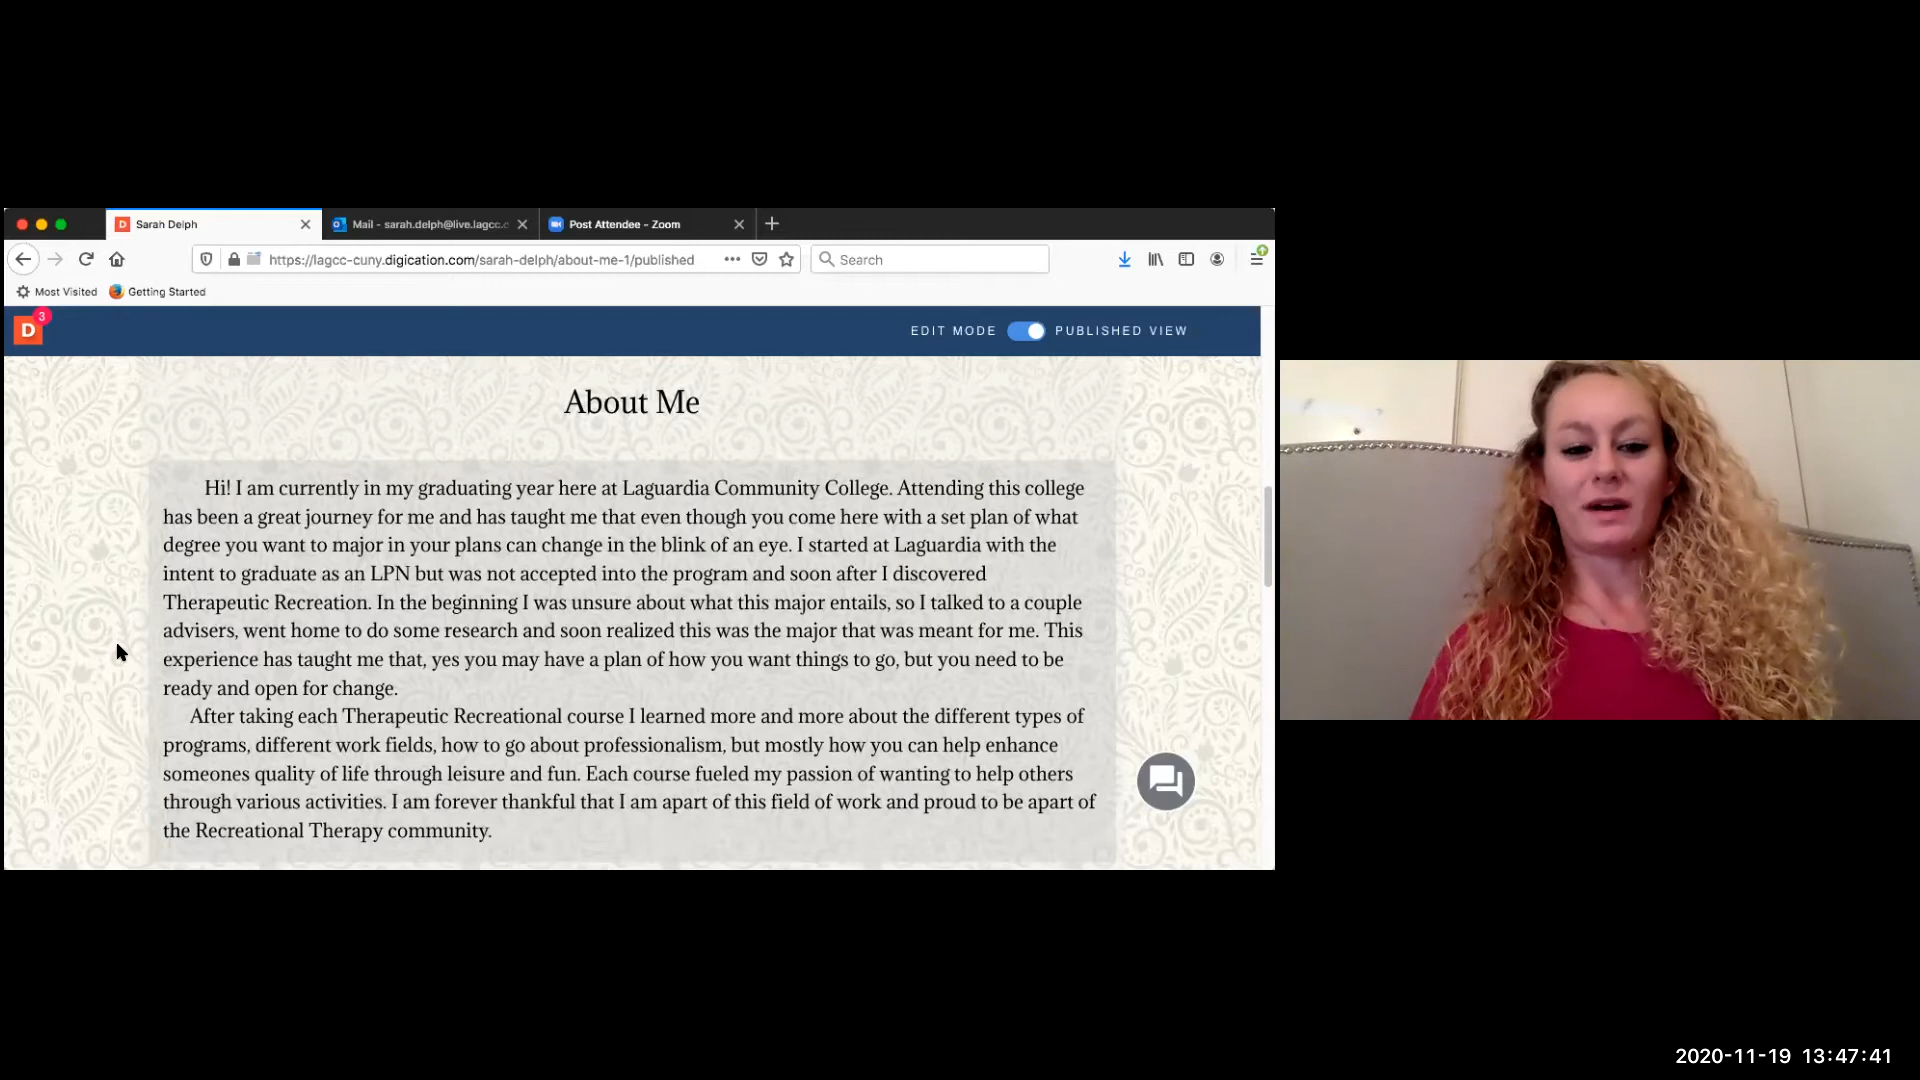 Sarah Delph
Mail - sarah.delph@live.lagcc.c
Post Attendee - Zoom
https://lagcc-cuny.digication.com/sarah-delph/about-me-1/published
Search
Most Visited
Getting Started
D
3
EDIT MODE
PUBLISHED VIEW
About Me
Hi! I am currently in my graduating year here at Laguardia Community College. Attending this college
has been a great journey for me and has taught me that even though you come here with a set plan of what
degree you want to major in your plans can change in the blink of an eye. I started at Laguardia with the
intent to graduate as an LPN but was not accepted into the program and soon after I discovered
Therapeutic Recreation. In the beginning I was unsure about what this major entails, so I talked to a couple
advisers, went home to do some research and soon realized this was the major that was meant for me. This
experience has taught me that, yes you may have a plan of how you want things to go, but you need to be
ready and open for change.
After taking each Therapeutic Recreational course I learned more and more about the different types of
programs, different work fields, how to go about professionalism, but mostly how you can help enhance
someones quality of life through leisure and fun. Each course fueled my passion of wanting to help others
through various activities. I am forever thankful that I am apart of this field of work and proud to be apart of
the Recreational Therapy community.
2020-11-19 13:47:41